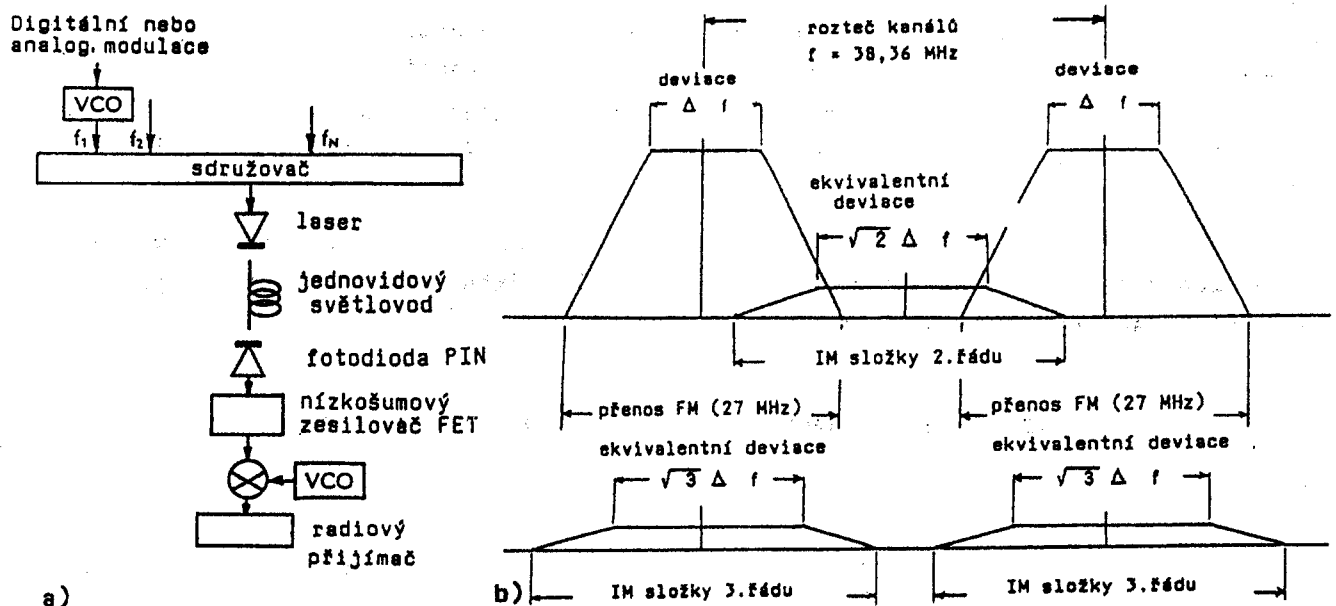 Digitální nebo
analog. modulace
VCO
f1 f2 fN
sdružovač
laser
jednovidový
světlovod
fotodioda PIN
nízkošumový
zesilovač FET
VCO
radiový
přijímač
a)
rozteč kanálů
f = 38,36 MHz
deviace
Δ f
deviace
Δ f
ekvivalentní
deviace
√2 Δ f
IM složky 2.řádu
přenos FM (27 MHz)
přenos FM (27 MHz)
ekvivalentní deviace
√3 Δ f
ekvivalentní deviace
√3 Δ f
IM složky 3.řádu
IM složky 3.řádu
b)